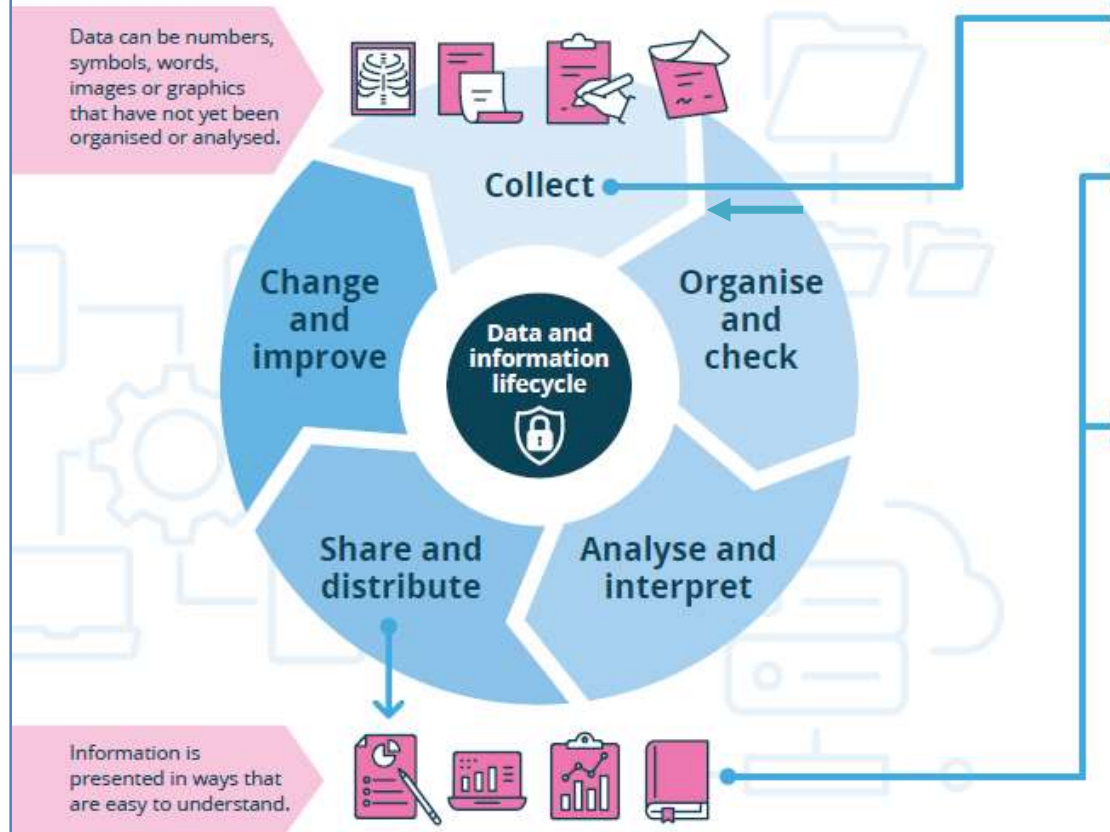 Data can be numbers,
symbols, words,
images or graphics
that have not yet been
organised or analysed.
Collect
Organise
and
check
Analyse and
interpret
Share and
distribute
Change
and
improve
Data and
information
lifecycle
Information is
presented in ways that
are easy to understand.